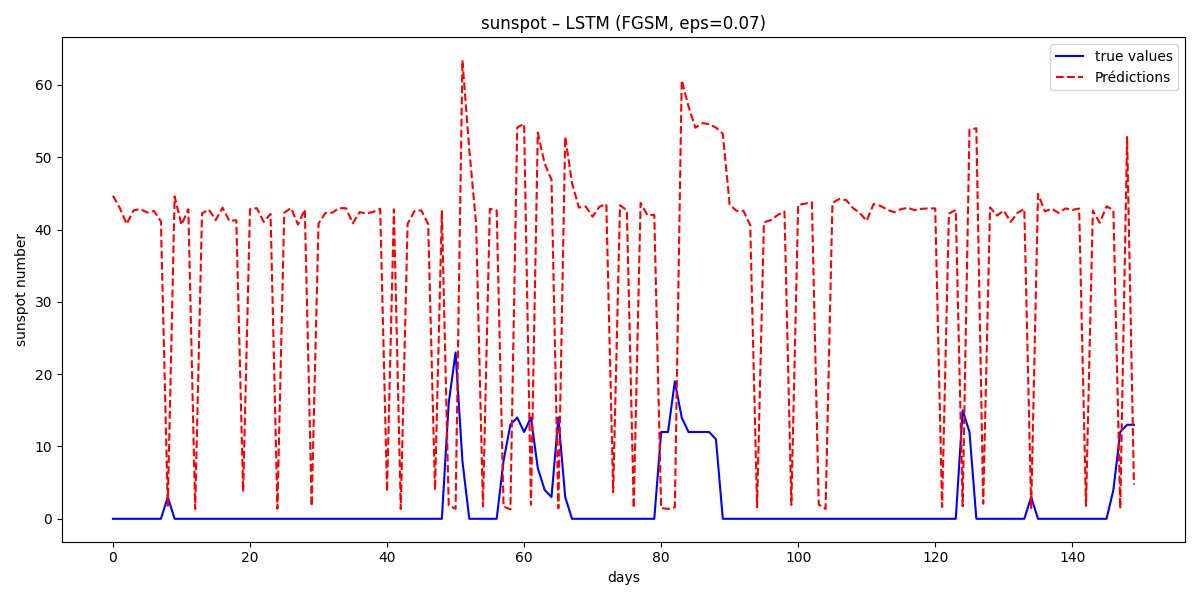 sunspot – LSTM (FGSM, eps=0.07)
true values
Prédictions
sunspot number
60
50
40
30
20
10
0
0 20 40 60 80 100 120 140
days